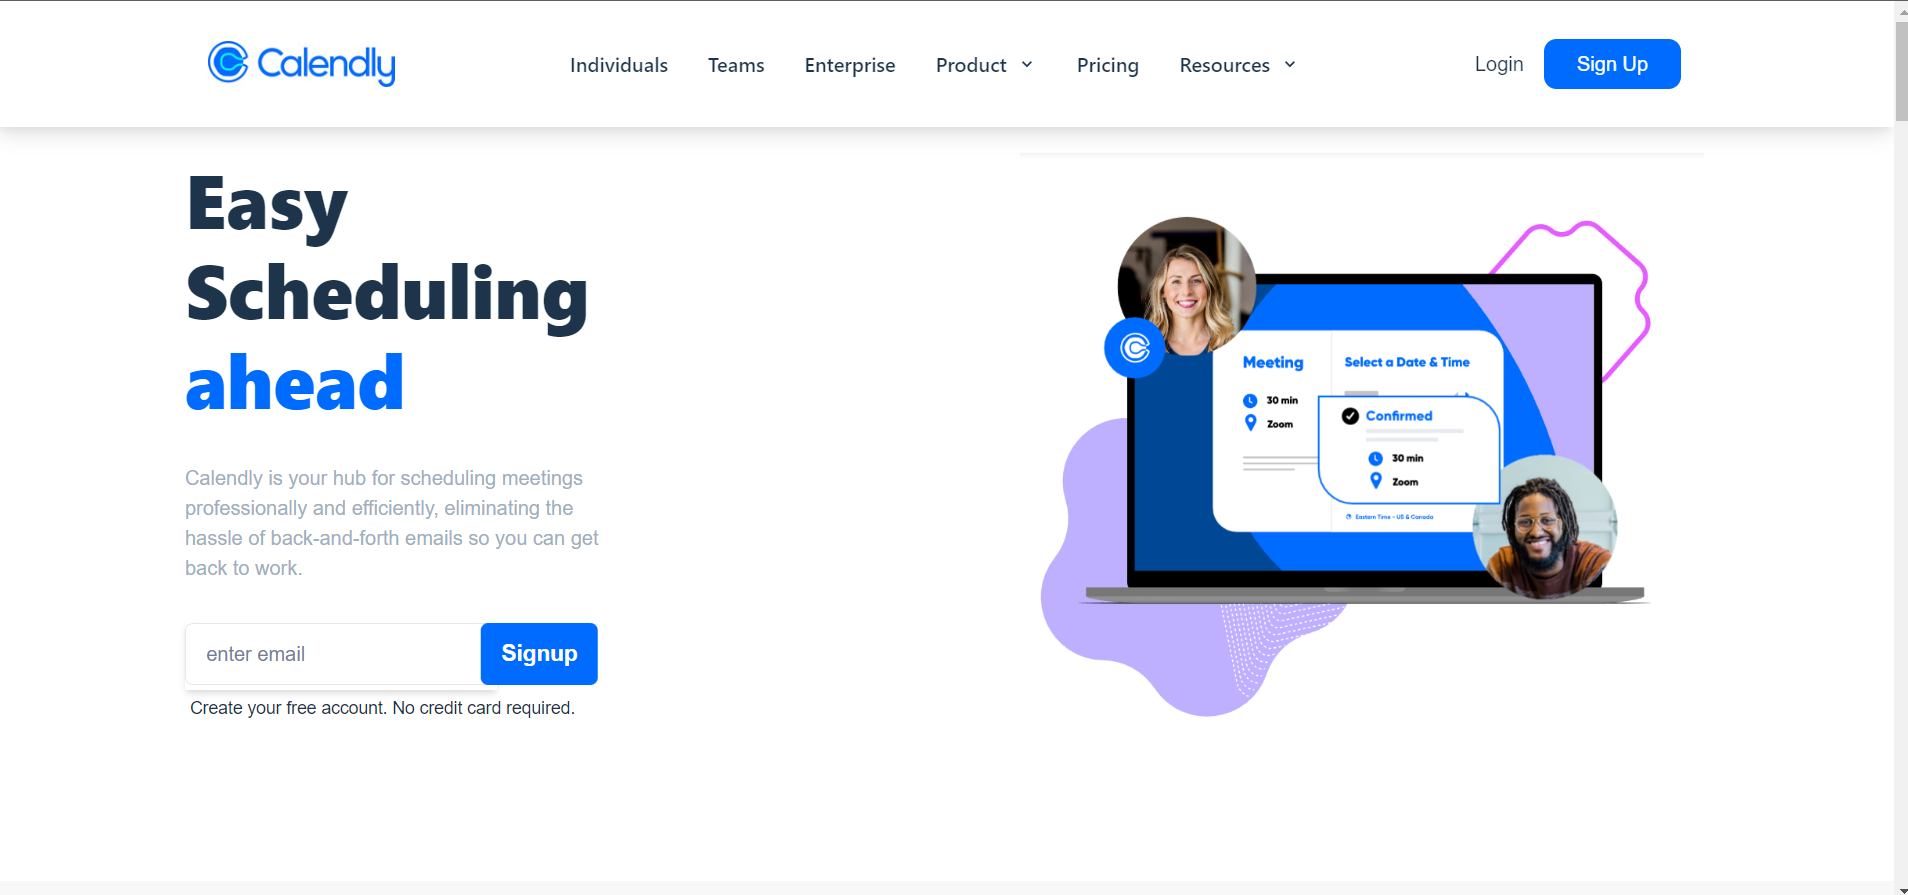 Calendly
Individuals Teams Enterprise Product Pricing Resources
Login Sign Up
Easy
Scheduling
ahead
Calendly is your hub for scheduling meetings
professionally and efficiently, eliminating the
hassle of back-and-forth emails so you can get
back to work.
enter email Signup
Create your free account. No credit card required.
Meeting
30 min
Zoom
Select a Date & Time
Confirmed
30 min
Zoom
Eastern Time - US & Canada